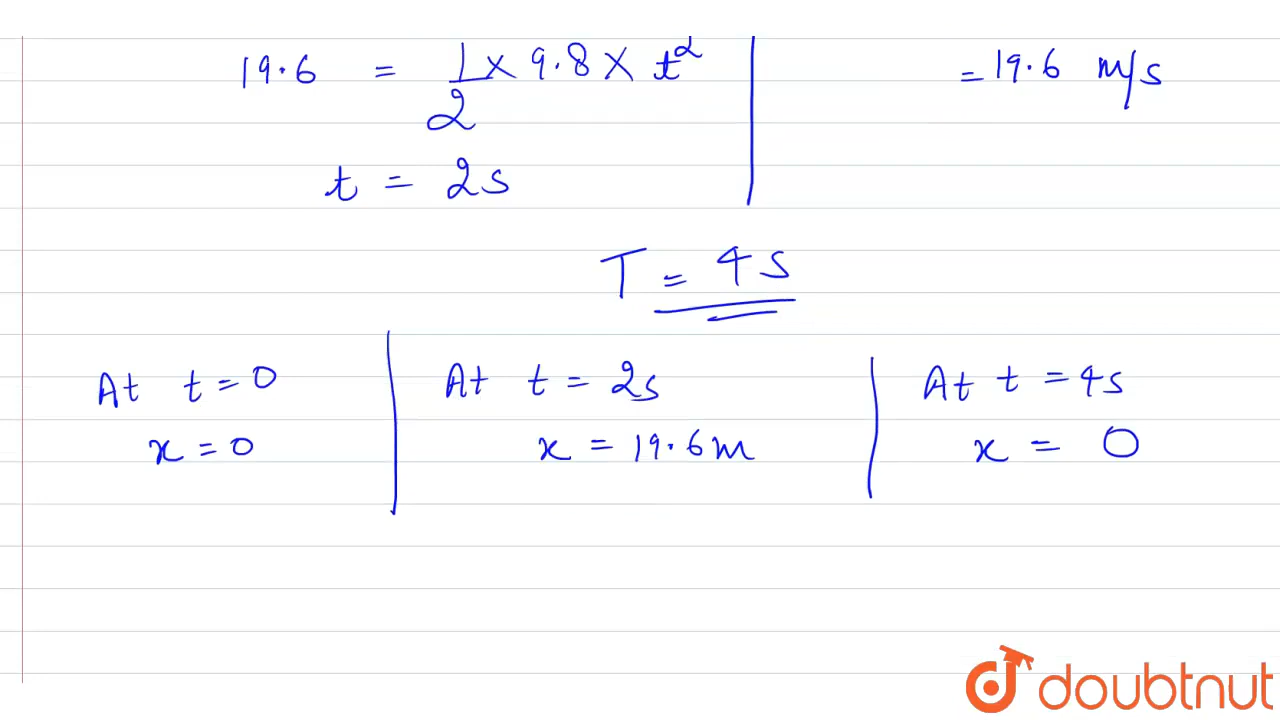 19.6 = 1/2 × 9.8 × t²
= 19.6 m/s
t = 2s
T = 4s
At t = 0
x = 0
At t = 2s
x = 19.6m
At t = 4s
x = 0
doubtnut